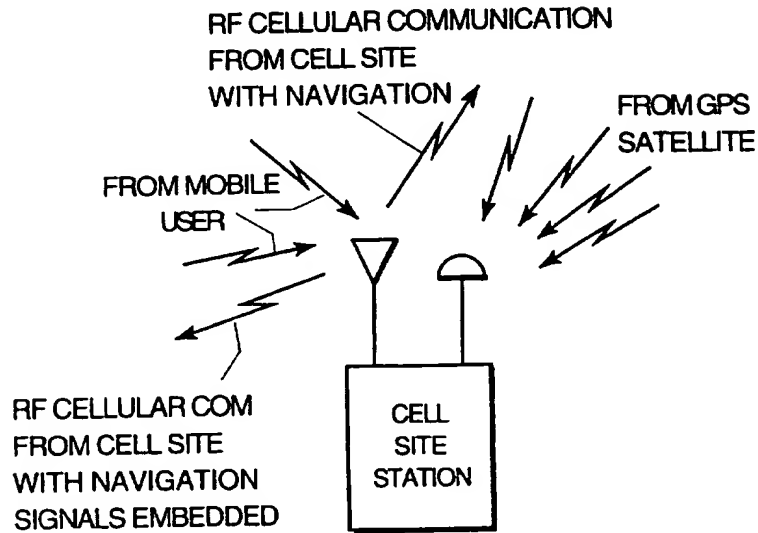 RF CELLULAR COMMUNICATION
FROM CELL SITE
WITH NAVIGATION
FROM GPS
SATELLITE
FROM MOBILE
USER
RF CELLULAR COM
FROM CELL SITE
WITH NAVIGATION
SIGNALS EMBEDDED
CELL
SITE
STATION